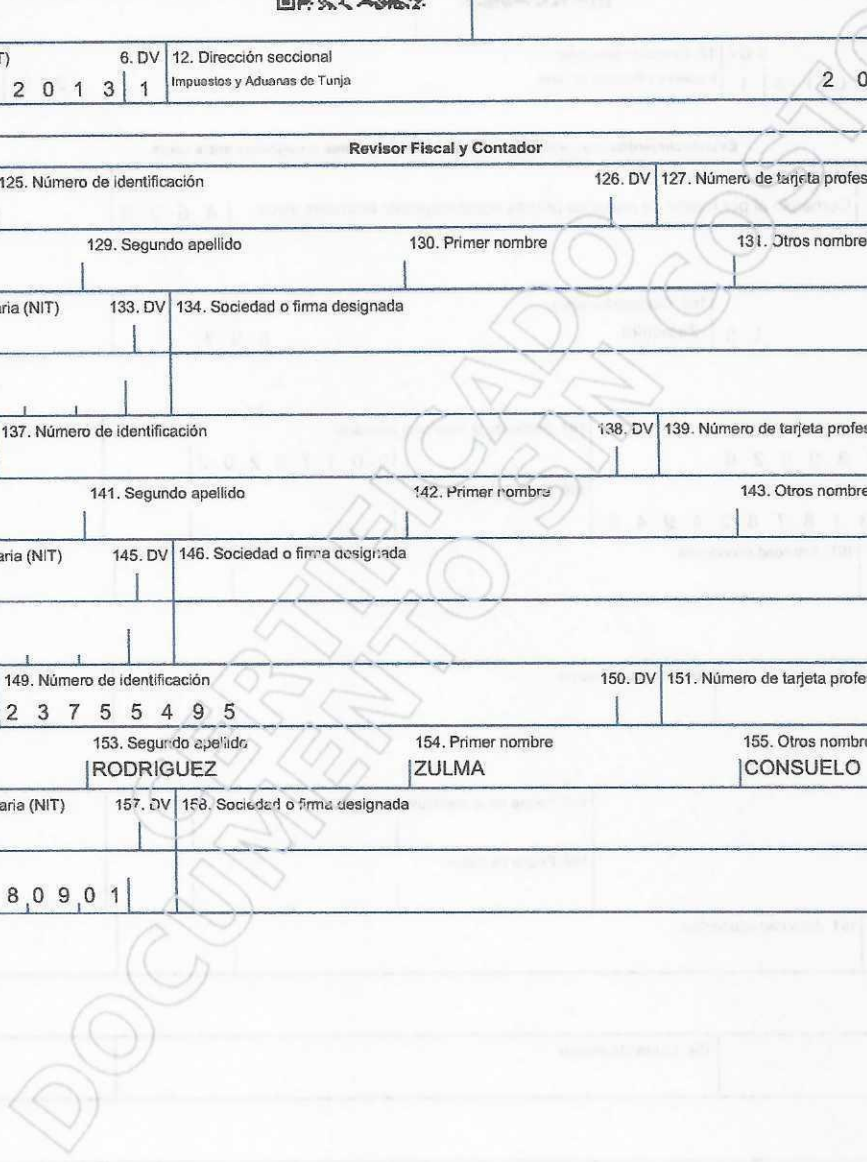 T) 6. DV 12. Dirección seccional
2 0 1 3 1 Impuestos y Aduanas de Tunja 2 0
Revisor Fiscal y Contador
125. Número de identificación 126. DV 127. Número de tarjeta profes
129. Segundo apellido 130. Primer nombre 131. Otros nombre
aria (NIT) 133. DV 134. Sociedad o firma designada
137. Número de identificación 138. DV 139. Número de tarjeta profes
141. Segundo apellido 142. Primer nombre 143. Otros nombre
aria (NIT) 145. DV 146. Sociedad o firma designada
149. Número de identificación 150. DV 151. Número de tarjeta profes
2 3 7 5 5 4 9 5
153. Segundo apellido 154. Primer nombre 155. Otros nombre
RODRIGUEZ ZULMA CONSUELO
aria (NIT) 157. DV 158. Sociedad o firma designada
8 0 9 0 1
CERTIFICADO
DOCUMENTO SIN COSTO